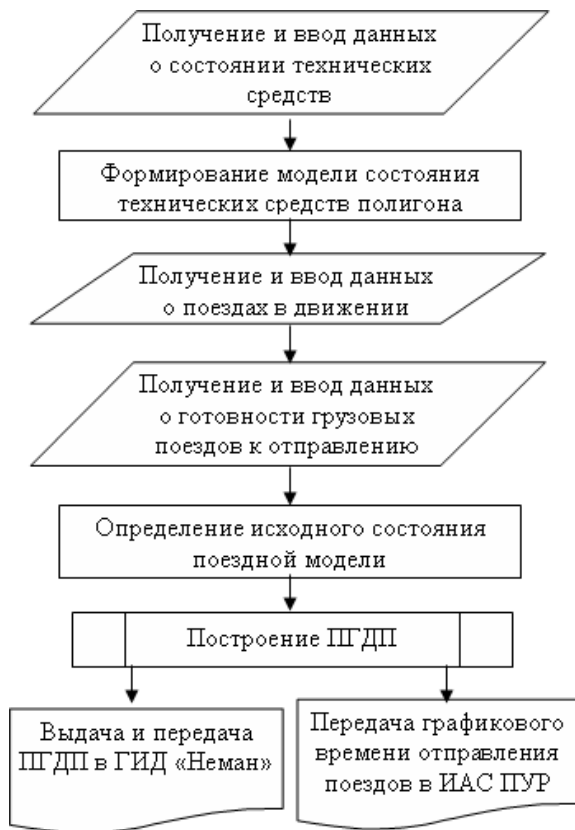 Получение и ввод данных
о состоянии технических
средств
Формирование модели состояния
технических средств полигона
Получение и ввод данных
о поездах в движении
Получение и ввод данных
о готовности грузовых
поездов к отправлению
Определение исходного состояния
поездной модели
Построение ПГДП
Выдача и передача
ПГДП в ГИД «Неман»
Передача графикового
времени отправления
поездов в ИАС ПУР